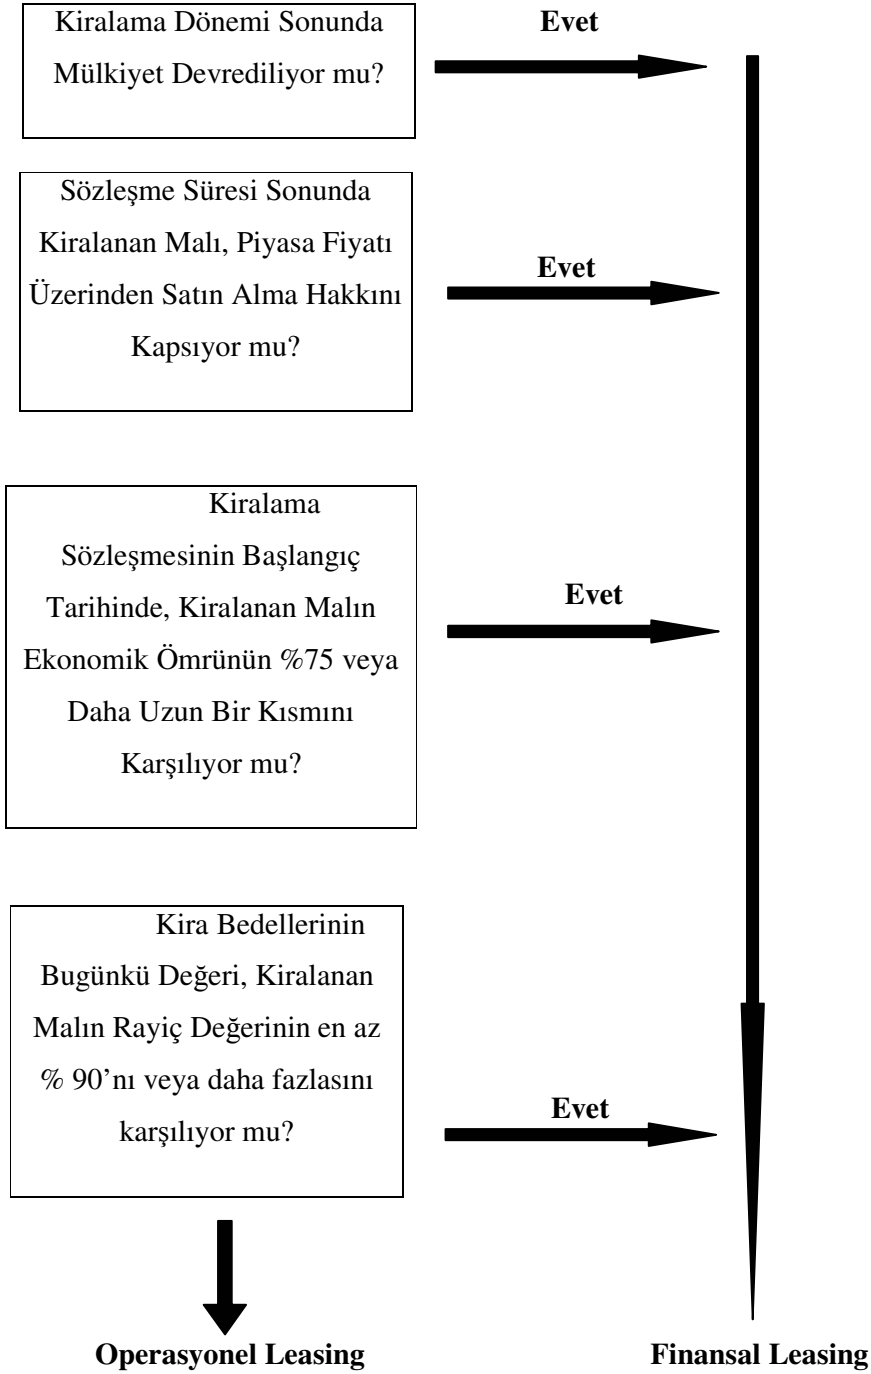 Kiralama Dönemi Sonunda
Mülkiyet Devrediliyor mu?
Evet
Sözleşme Süresi Sonunda
Kiralanan Malı, Piyasa Fiyatı
Üzerinden Satın Alma Hakkını
Kapsıyor mu?
Evet
Kiralama
Sözleşmesinin Başlangıç
Tarihinde, Kiralanan Malın
Ekonomik Ömrünün %75 veya
Daha Uzun Bir Kısmını
Karşılıyor mu?
Evet
Kira Bedellerinin
Bugünkü Değeri, Kiralanan
Malın Rayiç Değerinin en az
% 90’nı veya daha fazlasını
karşılıyor mu?
Evet
Operasyonel Leasing
Finansal Leasing